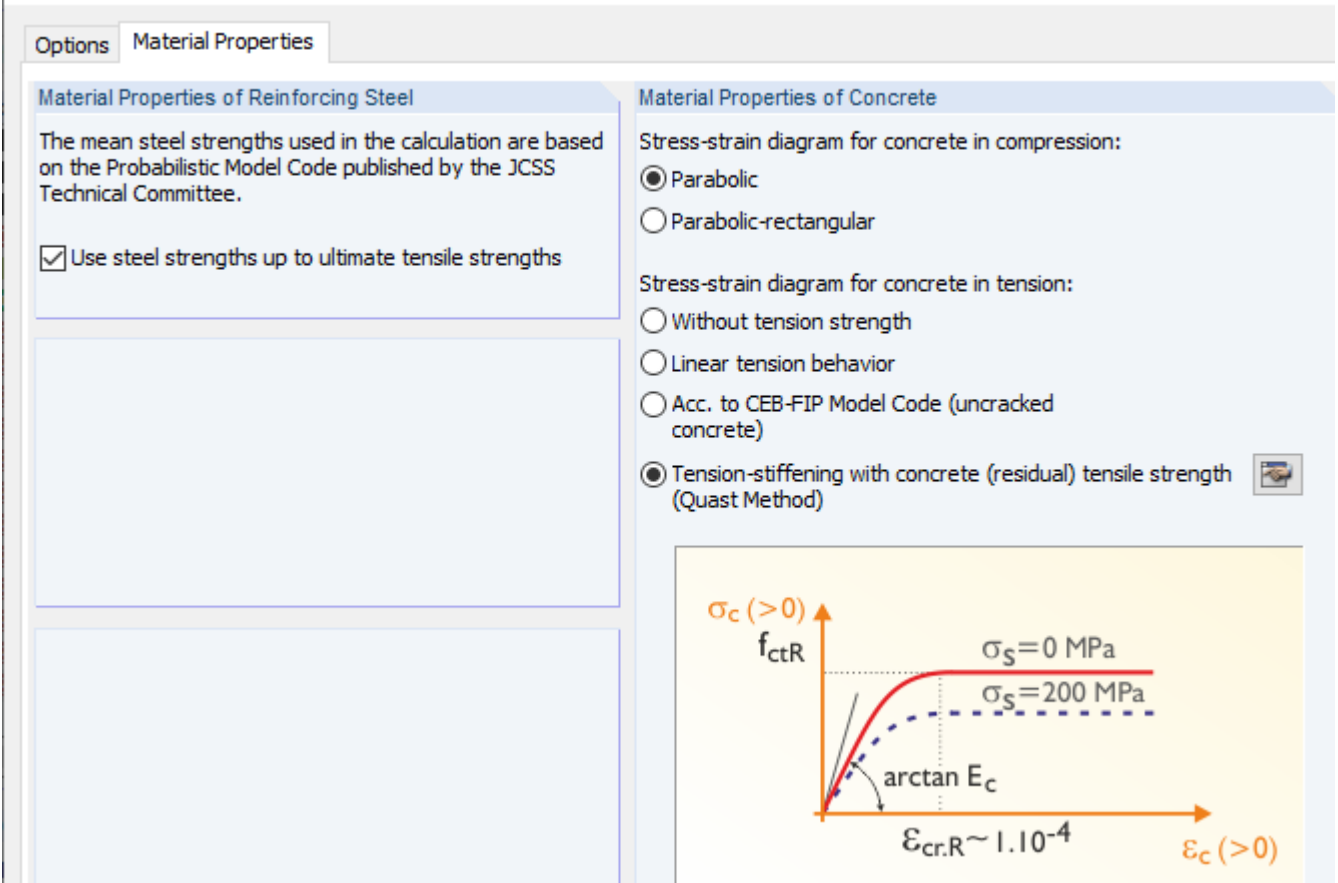 Options
Material Properties
Material Properties of Reinforcing Steel
The mean steel strengths used in the calculation are based
on the Probabilistic Model Code published by the JCSS
Technical Committee.
Use steel strengths up to ultimate tensile strengths
Material Properties of Concrete
Stress-strain diagram for concrete in compression:
Parabolic
Parabolic-rectangular
Stress-strain diagram for concrete in tension:
Without tension strength
Linear tension behavior
Acc. to CEB-FIP Model Code (uncracked
concrete)
Tension-stiffening with concrete (residual) tensile strength
(Quast Method)
σc (>0)
fctR
σs=0 MPa
σs=200 MPa
arctan Ec
εcr.R~1.10-4
εc (>0)